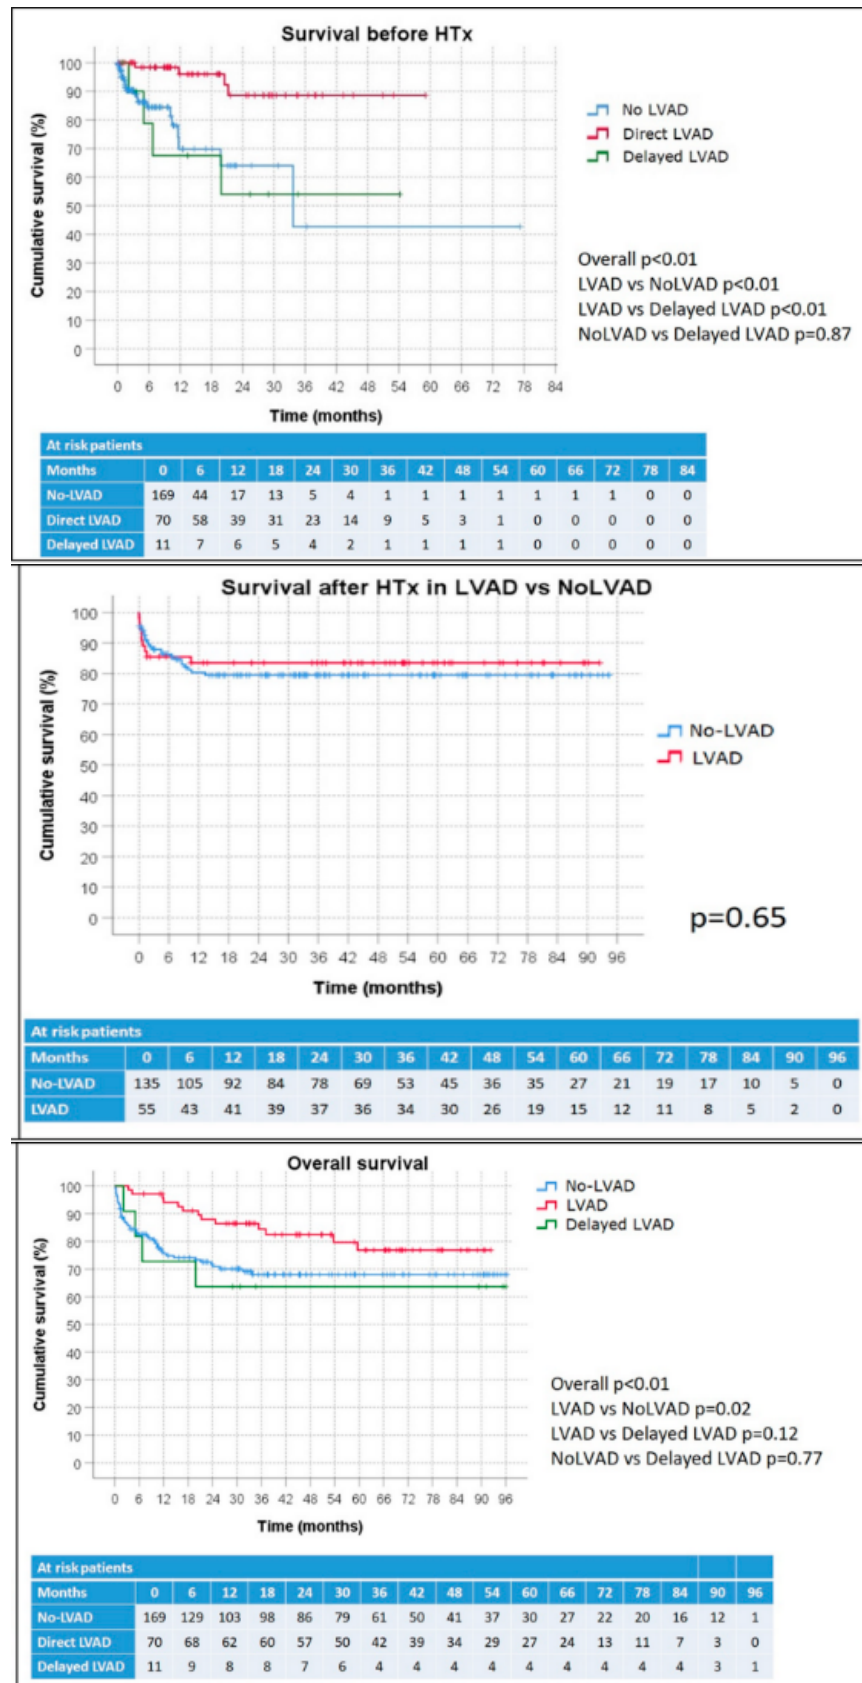 Survival before HTx
Cumulative survival (%)
100
90
80
70
60
50
40
30
20
10
0
0 6 12 18 24 30 36 42 48 54 60 66 72 78 84
Time (months)
No LVAD
Direct LVAD
Delayed LVAD
Overall p<0.01
LVAD vs NoLVAD p<0.01
LVAD vs Delayed LVAD p<0.01
NoLVAD vs Delayed LVAD p=0.87
At risk patients
Months 0 6 12 18 24 30 36 42 48 54 60 66 72 78 84
No-LVAD 169 44 17 13 5 4 1 1 1 1 1 1 1 0 0
Direct LVAD 70 58 39 31 23 14 9 5 3 1 0 0 0 0 0
Delayed LVAD 11 7 6 5 4 2 1 1 1 1 0 0 0 0 0
Survival after HTx in LVAD vs NoLVAD
Cumulative survival (%)
100
90
80
70
60
50
40
30
20
10
0
0 6 12 18 24 30 36 42 48 54 60 66 72 78 84 90 96
Time (months)
No-LVAD
LVAD
p=0.65
At risk patients
Months 0 6 12 18 24 30 36 42 48 54 60 66 72 78 84 90 96
No-LVAD 135 105 92 84 78 69 53 45 36 35 27 21 19 17 10 5 0
LVAD 55 43 41 39 37 36 34 30 26 19 15 12 11 8 5 2 0
Overall survival
Cumulative survival (%)
100
90
80
70
60
50
40
30
20
10
0
0 6 12 18 24 30 36 42 48 54 60 66 72 78 84 90 96
Time (months)
No-LVAD
LVAD
Delayed LVAD
Overall p<0.01
LVAD vs NoLVAD p=0.02
LVAD vs Delayed LVAD p=0.12
NoLVAD vs Delayed LVAD p=0.77
At risk patients
Months 0 6 12 18 24 30 36 42 48 54 60 66 72 78 84 90 96
No-LVAD 169 129 103 98 86 79 61 50 41 37 30 27 22 20 16 12 1
Direct LVAD 70 68 62 60 57 50 42 39 34 29 27 24 13 11 7 3 0
Delayed LVAD 11 9 8 8 7 6 4 4 4 4 4 4 4 4 4 3 1